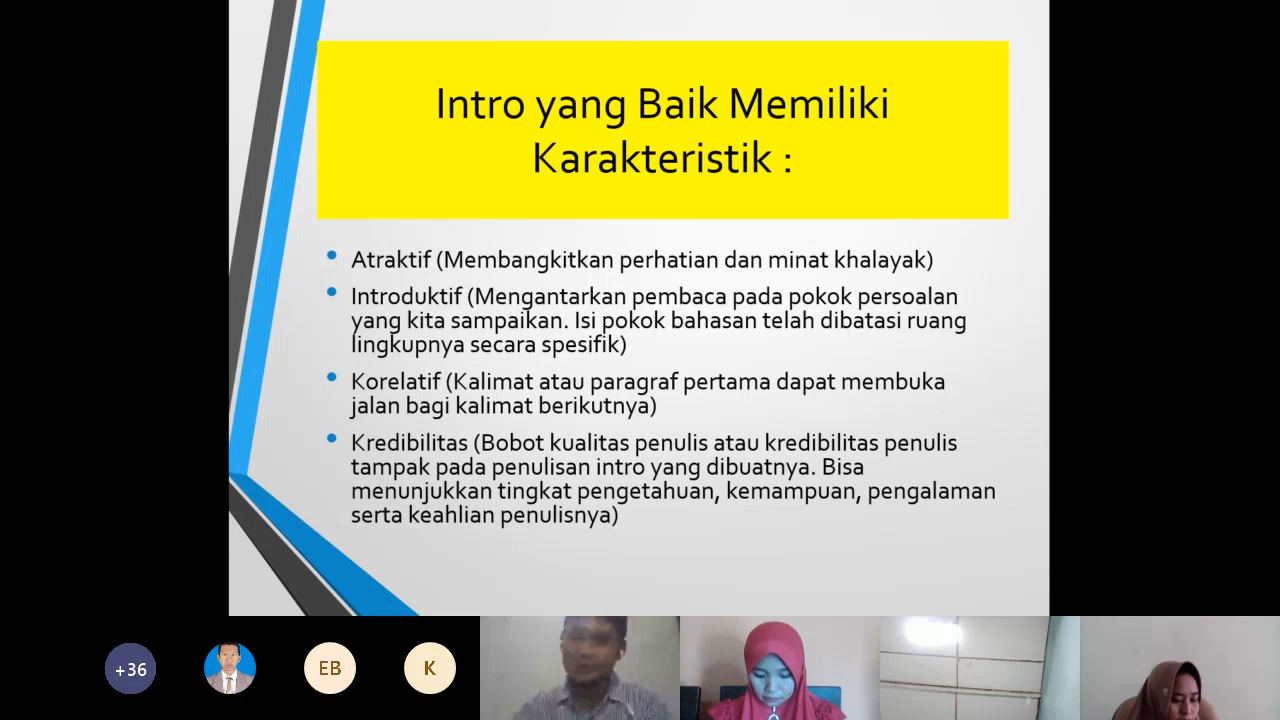 Intro yang Baik Memiliki
Karakteristik :
• Atraktif (Membangkitkan perhatian dan minat khalayak)
• Introduktif (Mengantarkan pembaca pada pokok persoalan
yang kita sampaikan. Isi pokok bahasan telah dibatasi ruang
lingkupnya secara spesifik)
• Korelatif (Kalimat atau paragraf pertama dapat membuka
jalan bagi kalimat berikutnya)
• Kredibilitas (Bobot kualitas penulis atau kredibilitas penulis
tampak pada penulisan intro yang dibuatnya. Bisa
menunjukkan tingkat pengetahuan, kemampuan, pengalaman
serta keahlian penulisnya)
+36
EB
K